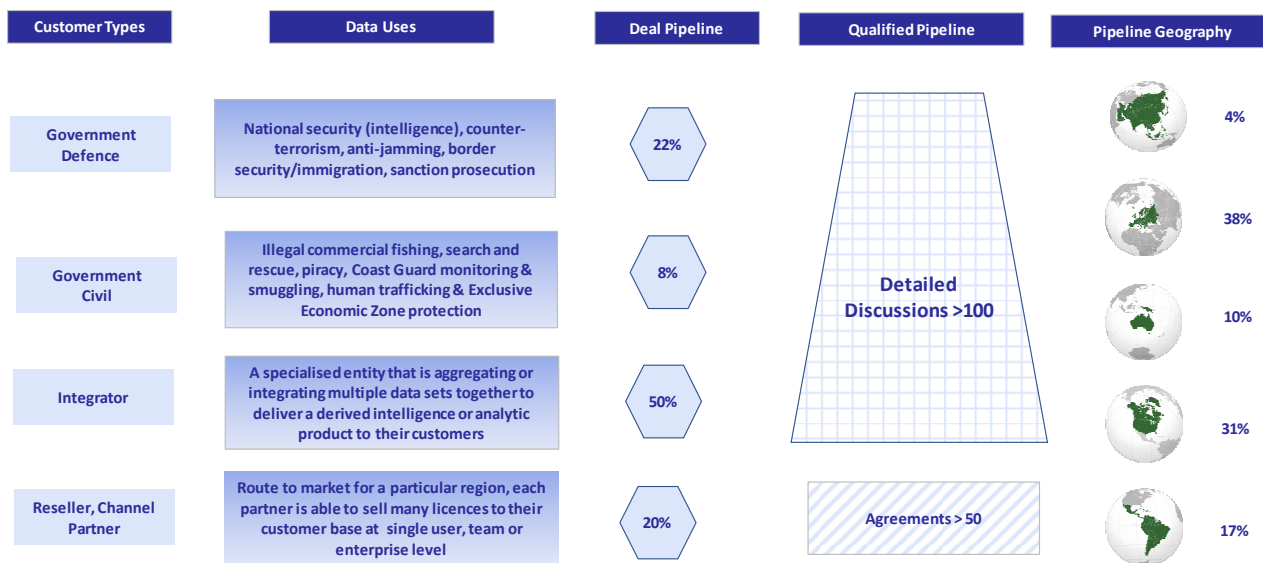 Customer Types
Data Uses
Deal Pipeline
Qualified Pipeline
Pipeline Geography
Government
Defence
National security (intelligence), counter-
terrorism, anti-jamming, border
security/immigration, sanction prosecution
22%
4%
Government
Civil
Illegal commercial fishing, search and
rescue, piracy, Coast Guard monitoring &
smuggling, human trafficking & Exclusive
Economic Zone protection
8%
38%
Detailed
Discussions >100
10%
Integrator
A specialised entity that is aggregating or
integrating multiple data sets together to
deliver a derived intelligence or analytic
product to their customers
50%
31%
Reseller, Channel
Partner
Route to market for a particular region, each
partner is able to sell many licences to their
customer base at single user, team or
enterprise level
20%
Agreements > 50
17%